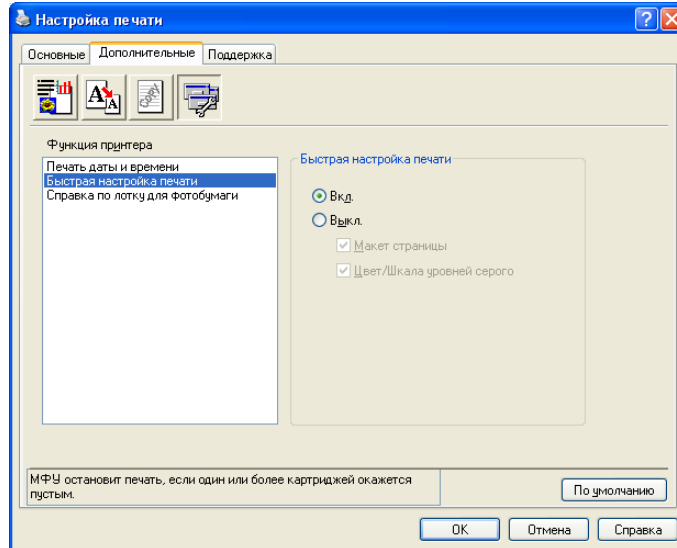 Настройка печати
Основные Дополнительные Поддержка
Функция принтера
Печать даты и времени
Быстрая настройка печати
Справка по лотку для фотобумаги
Быстрая настройка печати
Вкл.
Выкл.
Макет страницы
Цвет/Шкала уровней серого
МФУ остановит печать, если один или более картриджей окажется
пустым.
По умолчанию
OK Отмена Справка